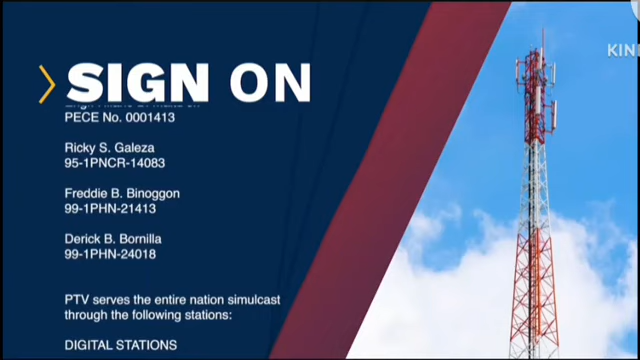 SIGN ON
PECE No. 0001413
Ricky S. Galeza
95-1PNCR-14083
Freddie B. Binoggon
99-1PHN-21413
Derick B. Bornilla
99-1PHN-24018
PTV serves the entire nation simulcast
through the following stations:
DIGITAL STATIONS